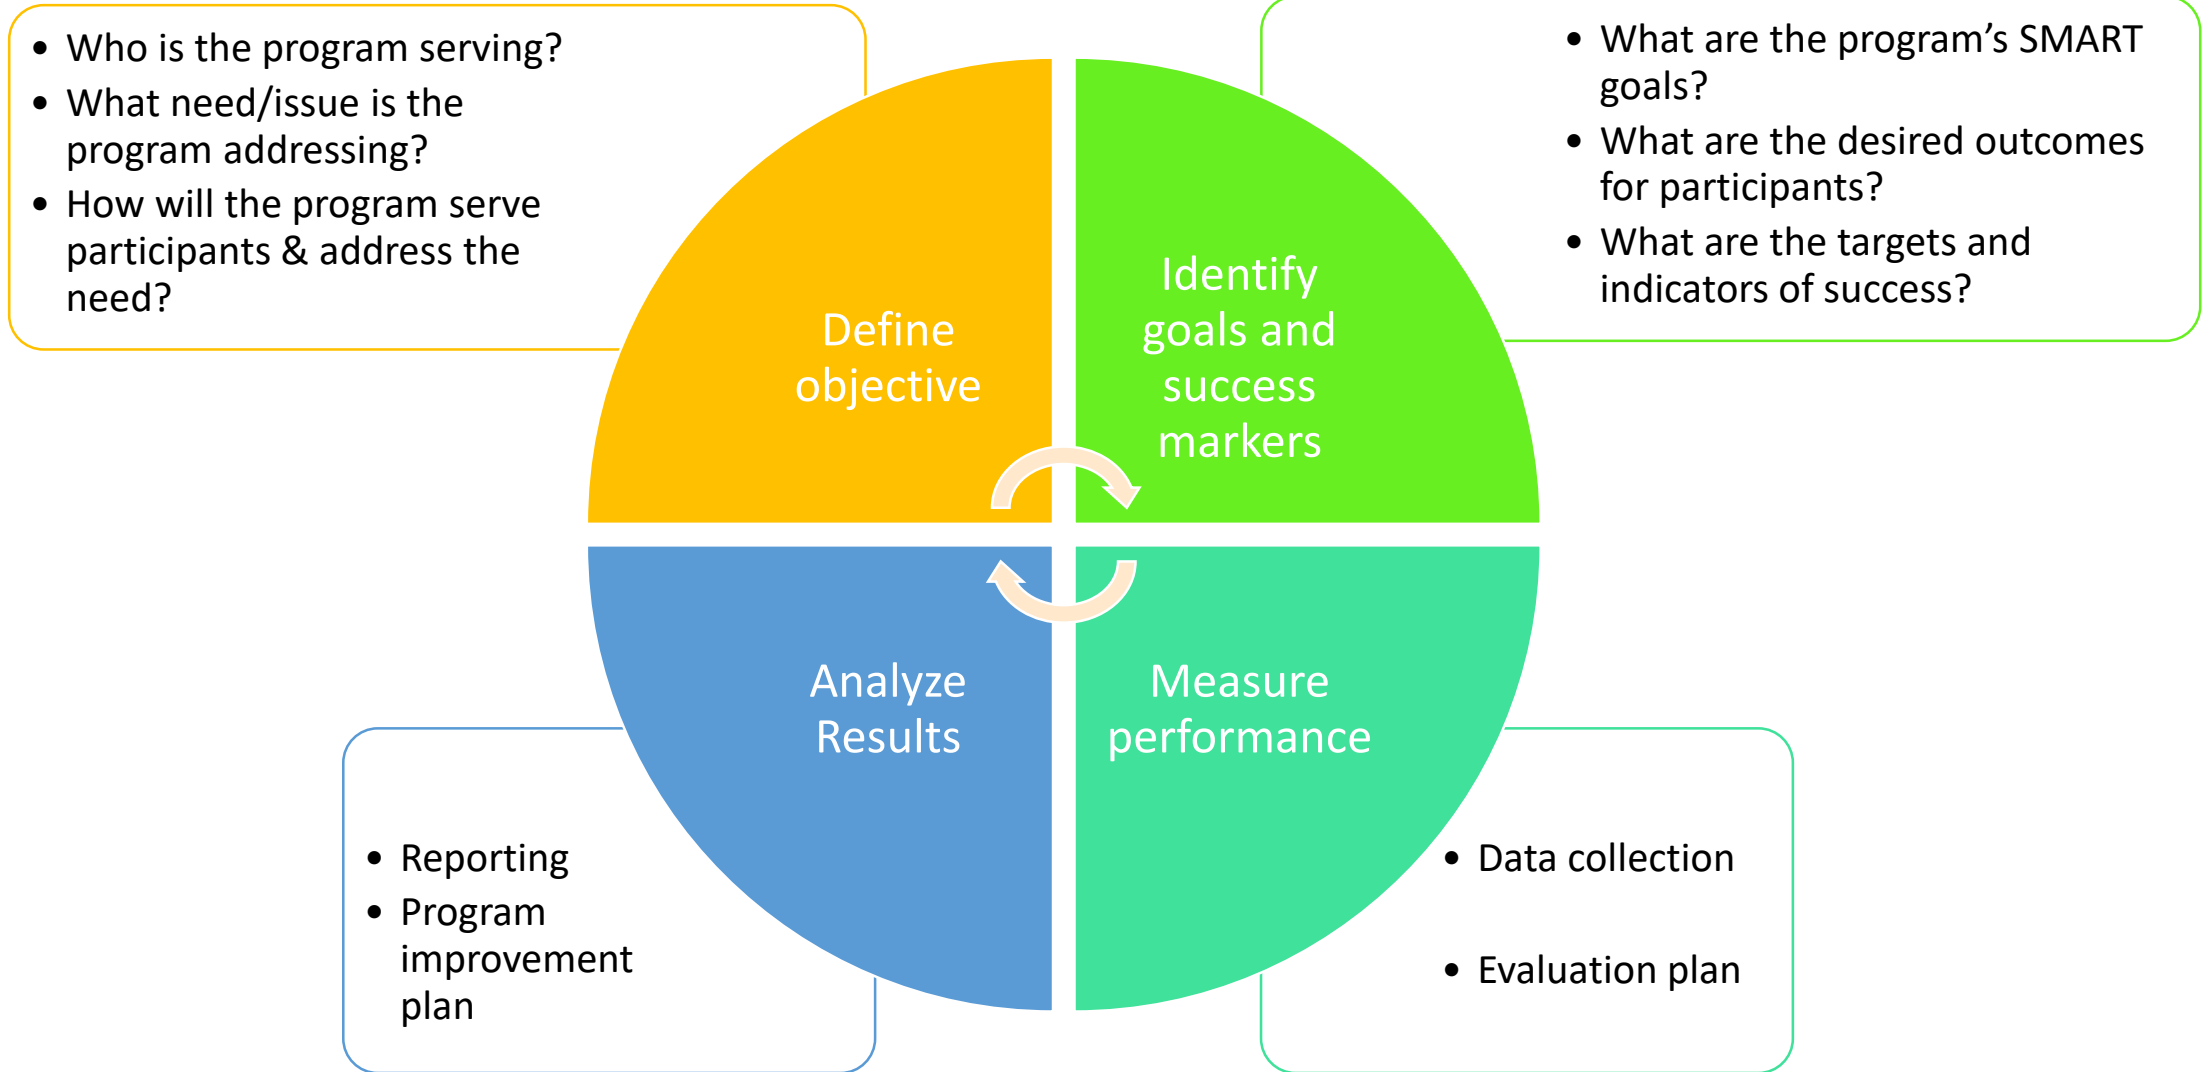 • Who is the program serving?
• What need/issue is the
program addressing?
• How will the program serve
participants & address the
need?
• What are the program’s SMART
goals?
• What are the desired outcomes
for participants?
• What are the targets and
indicators of success?
Define
objective
Identify
goals and
success
markers
Analyze
Results
Measure
performance
• Reporting
• Program
improvement
plan
• Data collection
• Evaluation plan